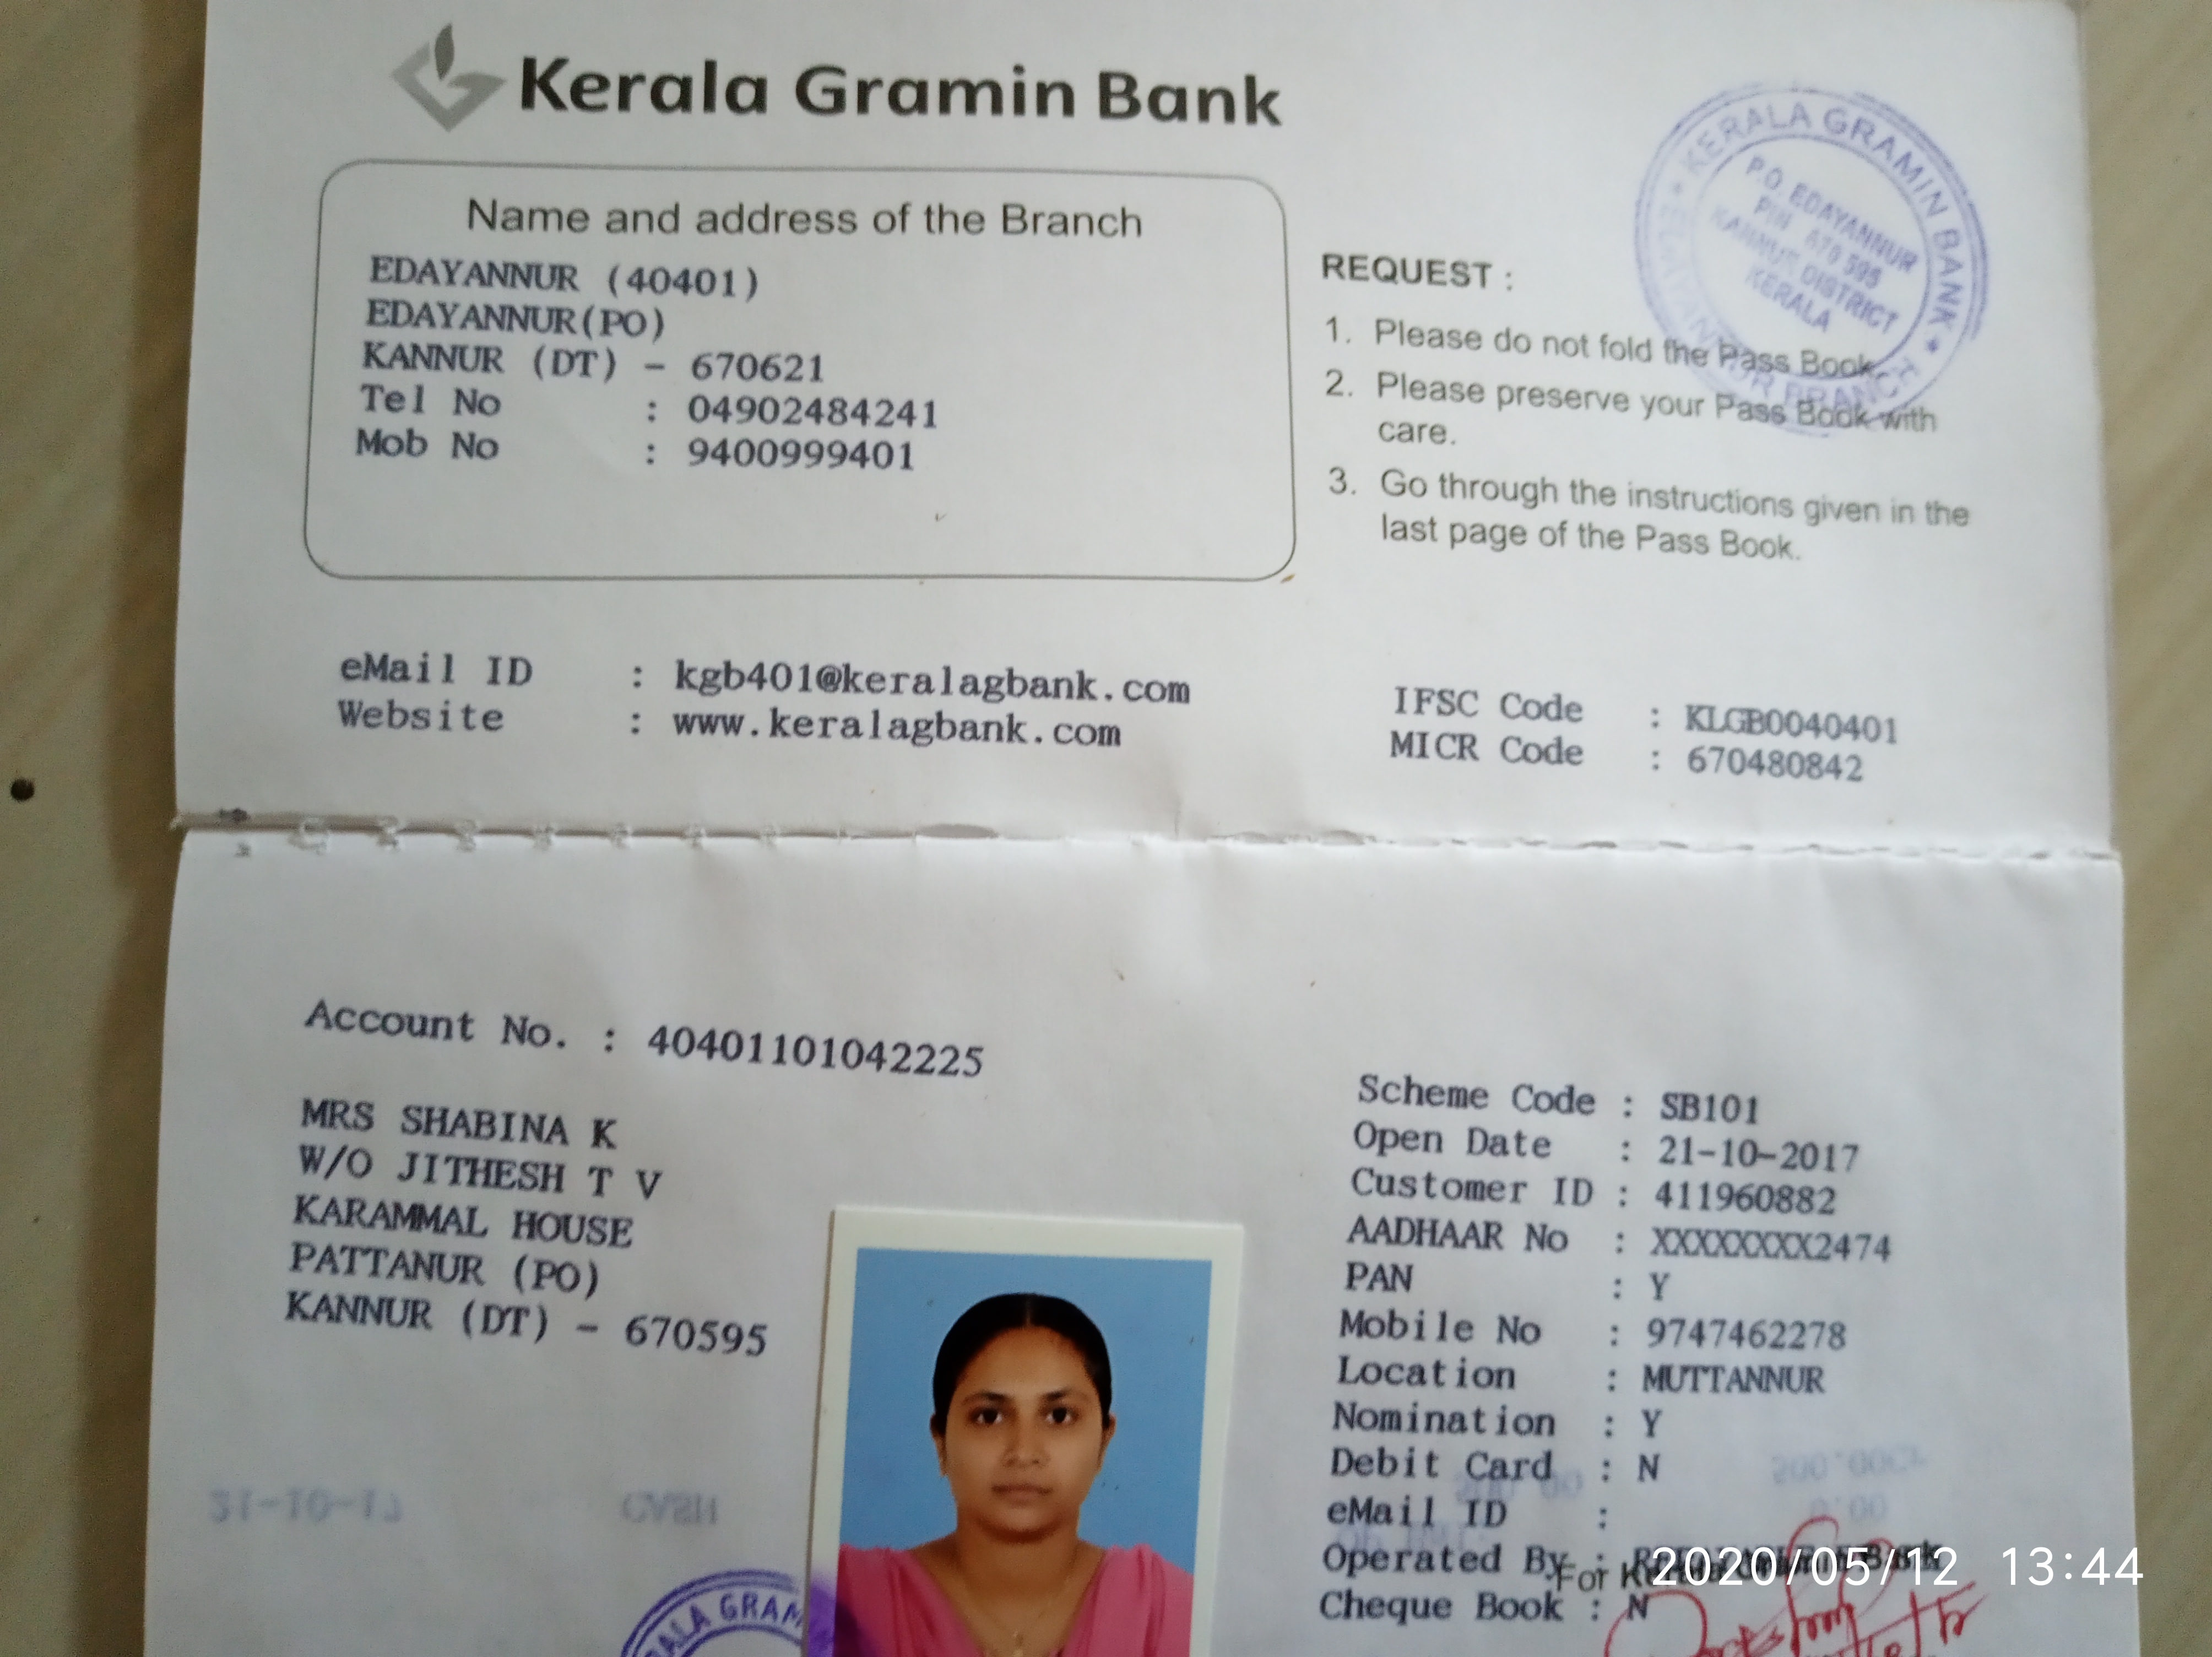 Kerala Gramin Bank
Name and address of the Branch
EDAYANNUR (40401)
EDAYANNUR(PO)
KANNUR (DT) - 670621
Tel No : 04902484241
Mob No : 9400999401
KERALA GRAMIN BANK
P.O. EDAYANNUR
PIN 670 595
KANNUR DISTRICT
KERALA
EDAYANNUR BRANCH
REQUEST :
1. Please do not fold the Pass Book.
2. Please preserve your Pass Book with
care.
3. Go through the instructions given in the
last page of the Pass Book.
eMail ID : kgb401@keralagbank.com
Website : www.keralagbank.com
IFSC Code : KLGB0040401
MICR Code : 670480842
Account No. : 40401101042225
MRS SHABINA K
W/O JITHESH T V
KARAMMAL HOUSE
PATTANUR (PO)
KANNUR (DT) - 670595
Scheme Code : SB101
Open Date : 21-10-2017
Customer ID : 411960882
AADHAAR No : XXXXXXXX2474
PAN : Y
Mobile No : 9747462278
Location : MUTTANNUR
Nomination : Y
Debit Card : N
eMail ID :
Operated By :
For Bank
Cheque Book : N
2020/05/12 13:44